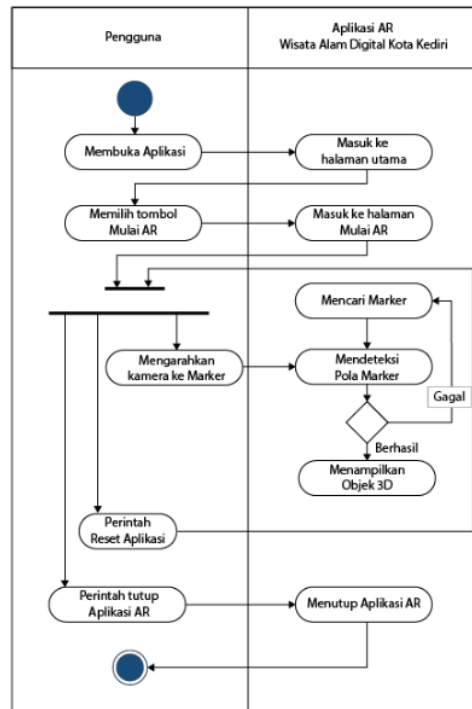 Pengguna
Aplikasi AR
Wisata Alam Digital Kota Kediri
Membuka Aplikasi
Masuk ke
halaman utama
Memilih tombol
Mulai AR
Masuk ke halaman
Mulai AR
Mencari Marker
Mengarahkan
kamera ke Marker
Mendeteksi
Pola Marker
Gagal
Berhasil
Menampilkan
Objek 3D
Perintah
Reset Aplikasi
Perintah tutup
Aplikasi AR
Menutup Aplikasi AR